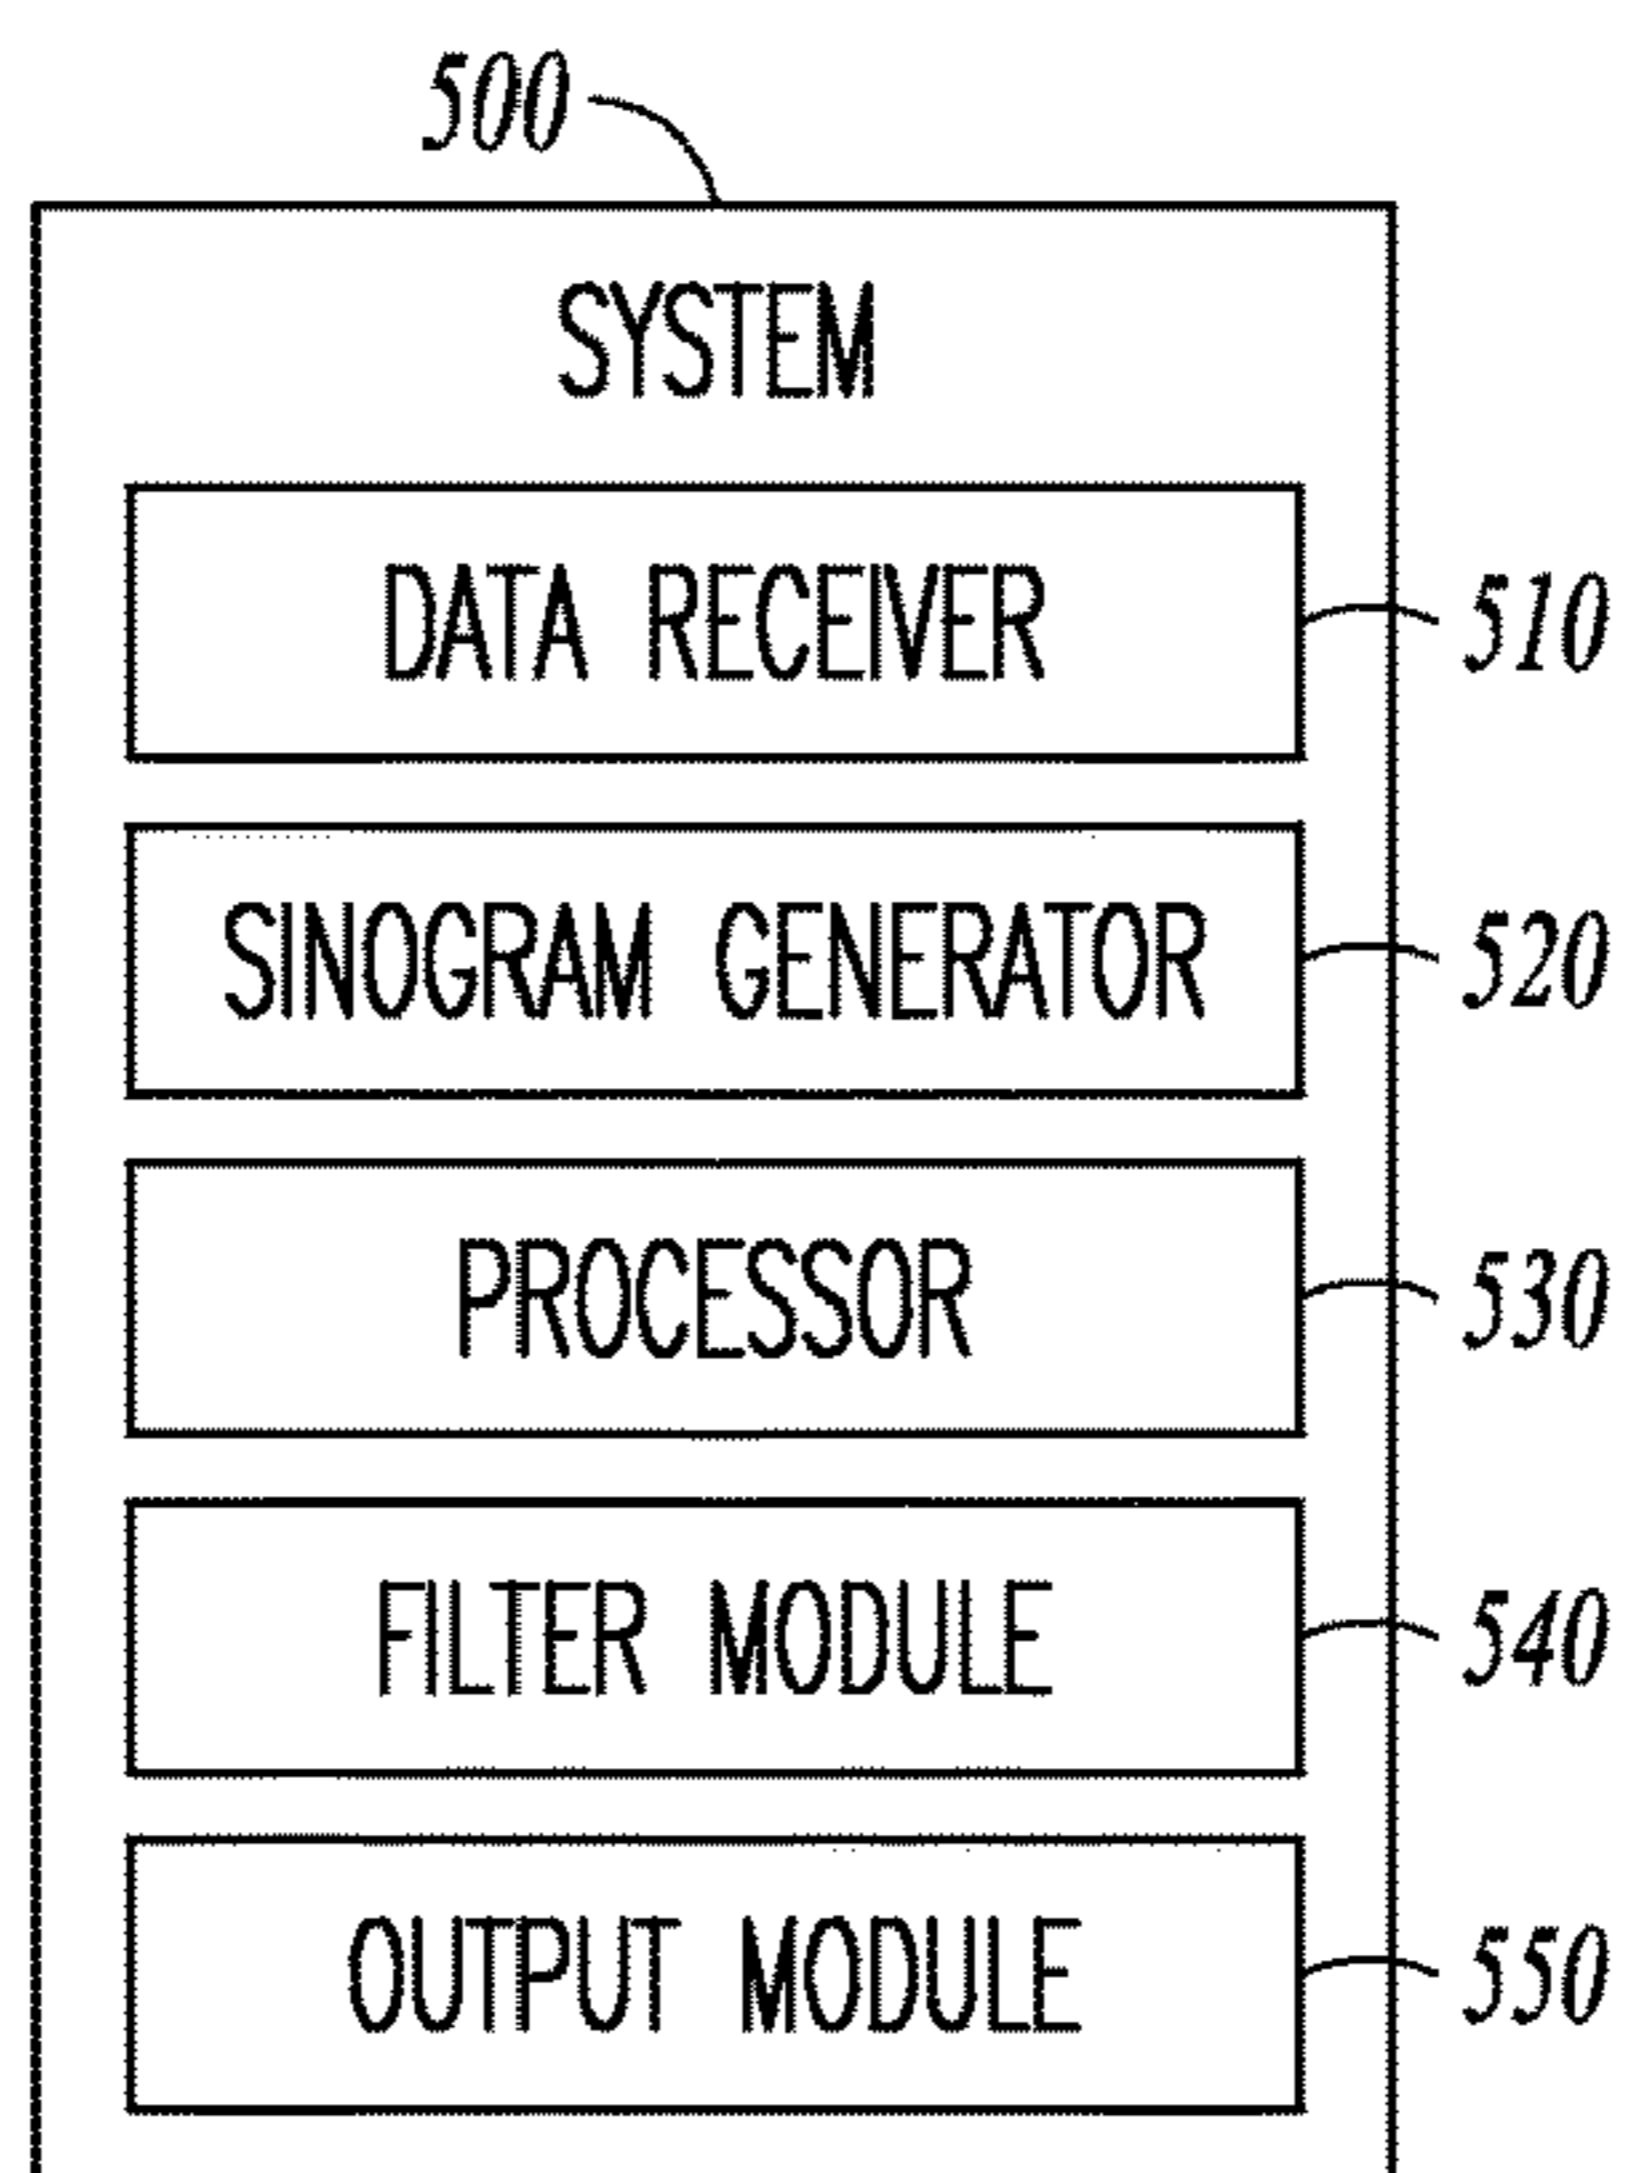 500
SYSTEM
DATA RECEIVER
510
SINOGRAM GENERATOR
520
PROCESSOR
530
FILTER MODULE
540
OUTPUT MODULE
550